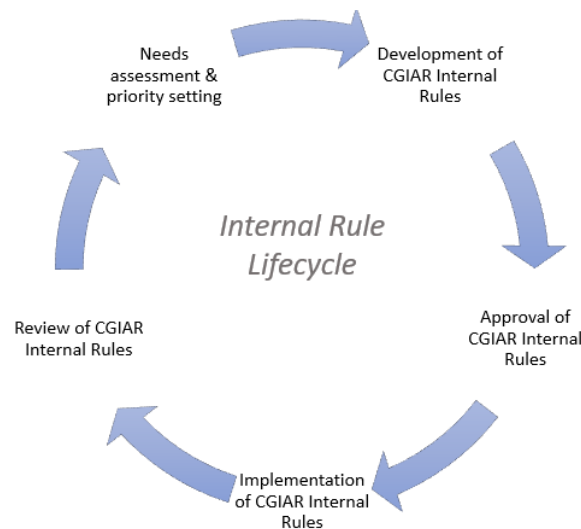 Needs
assessment &
priority setting
Development of
CGIAR Internal
Rules
Internal Rule
Lifecycle
Approval of
CGIAR Internal
Rules
Implementation
of CGIAR Internal
Rules
Review of CGIAR
Internal Rules